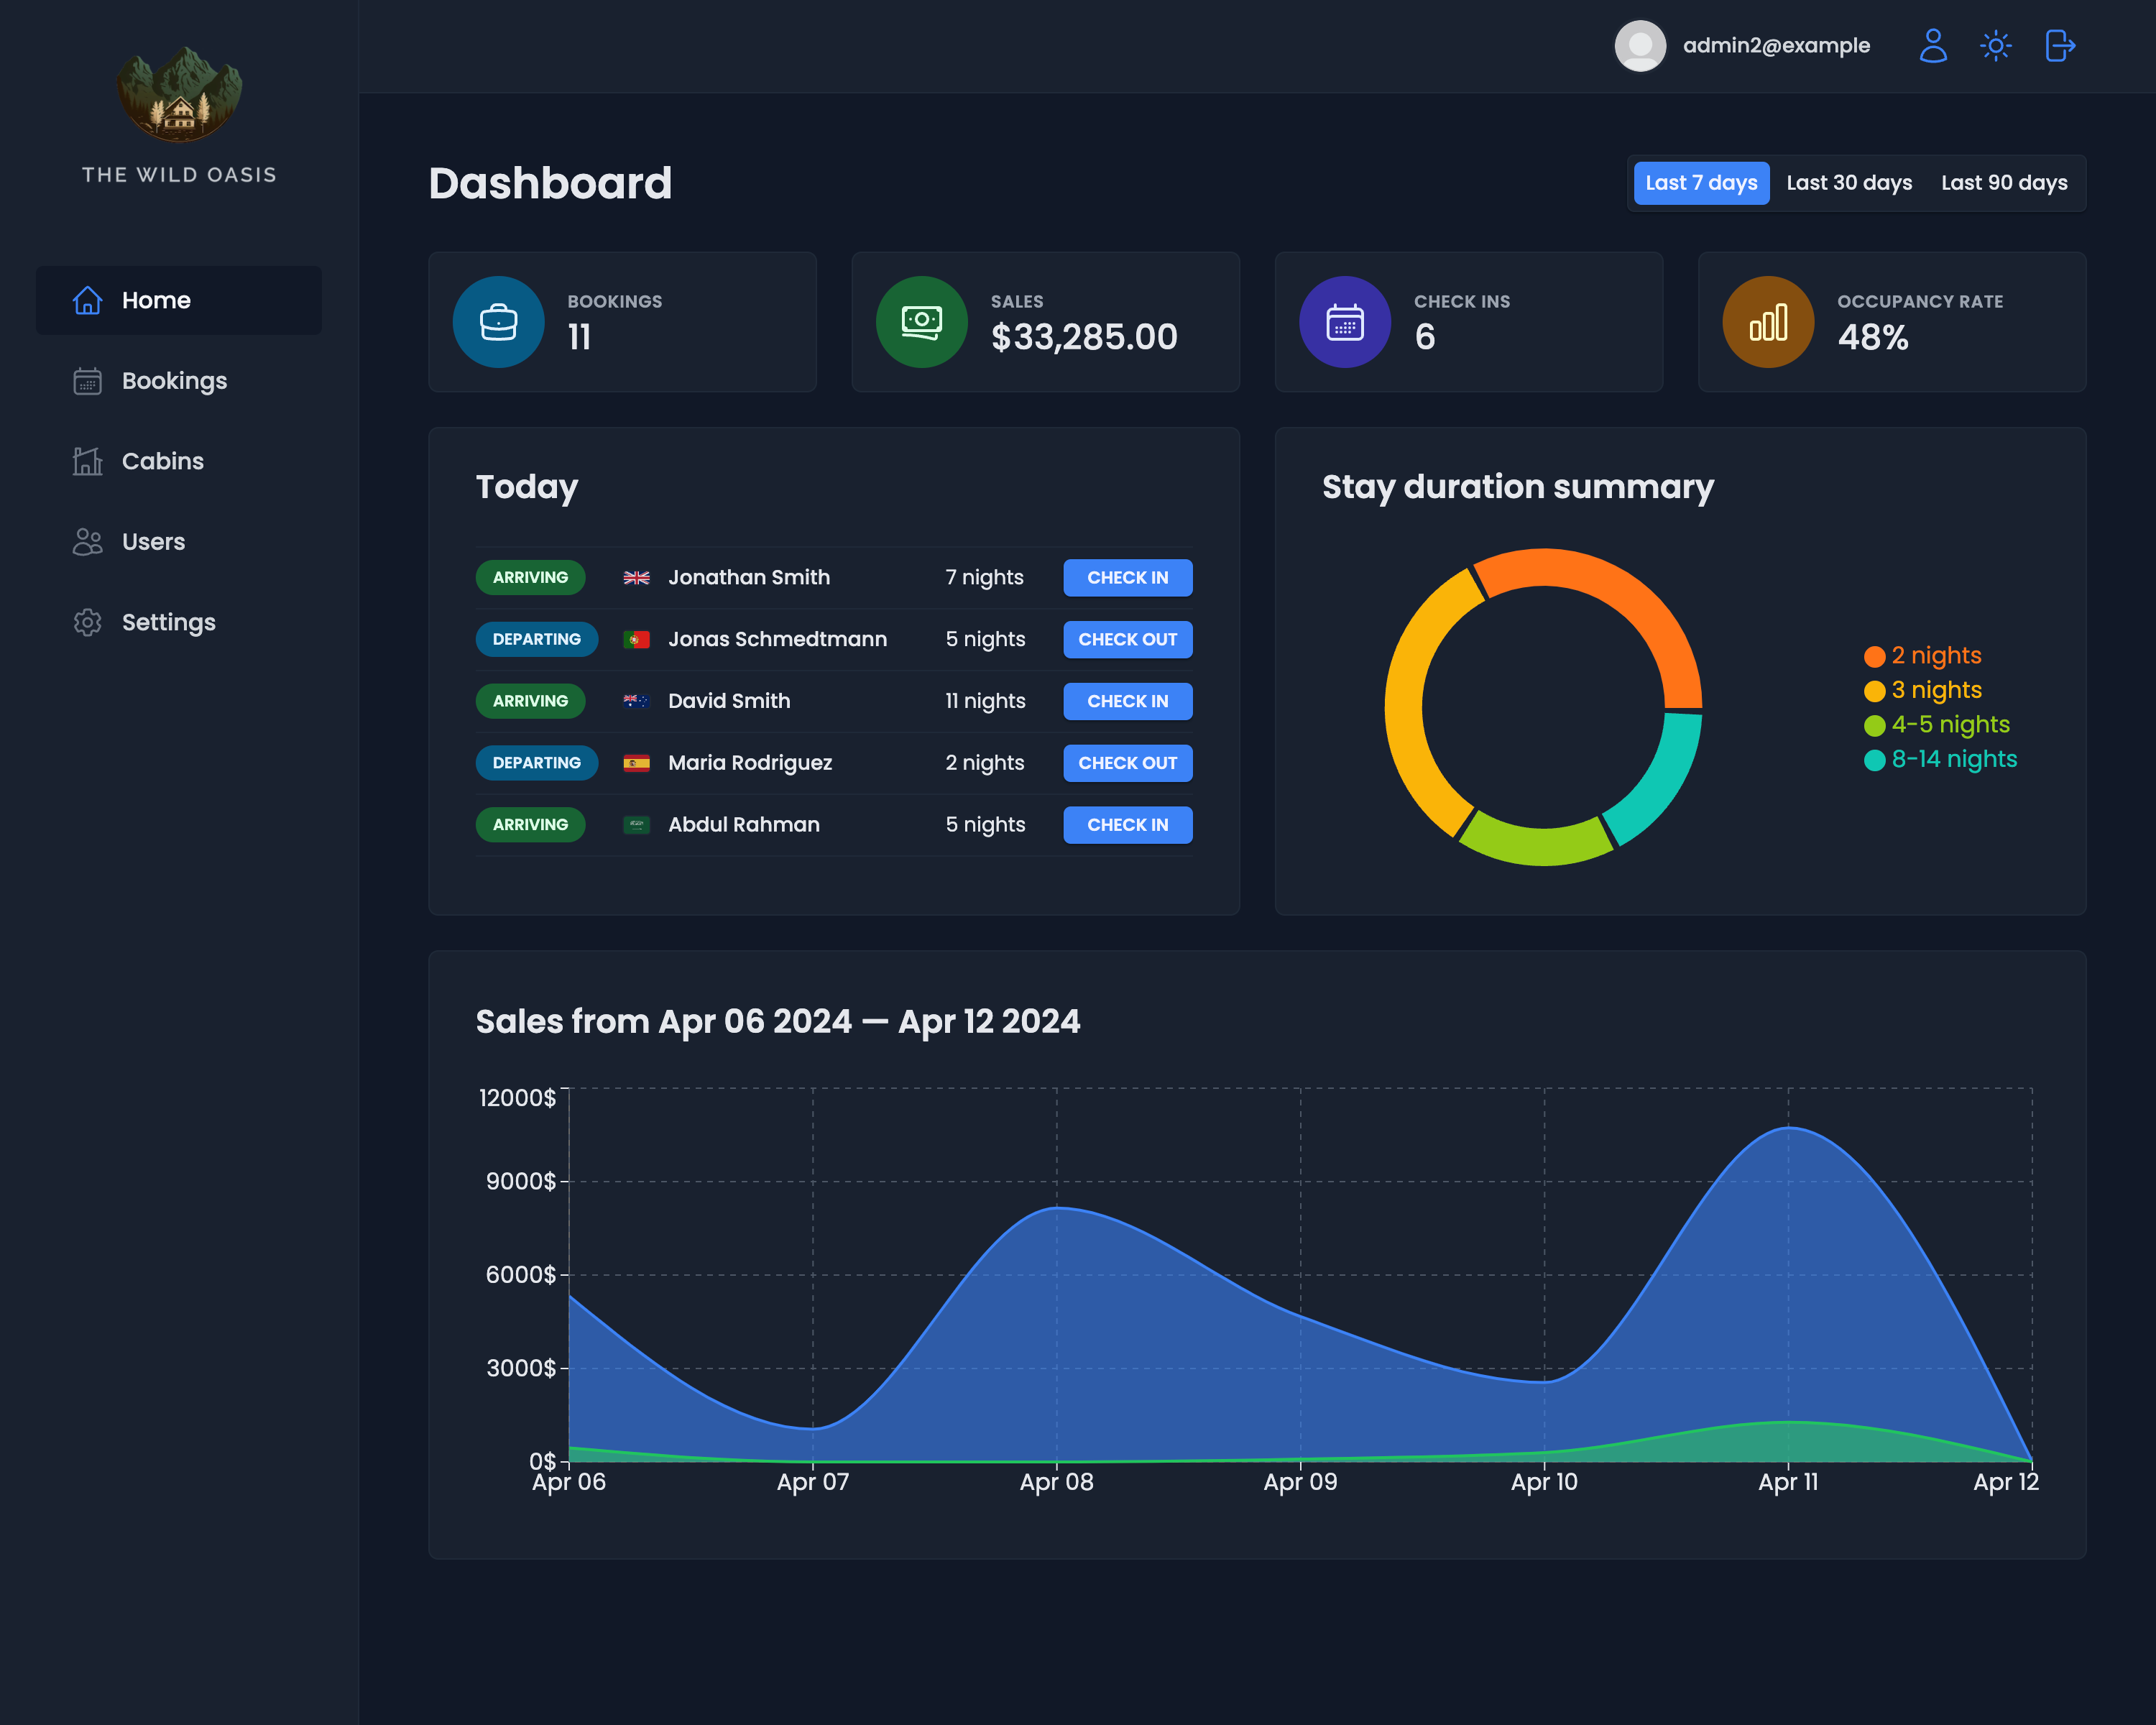 THE WILD OASIS
Home
Bookings
Cabins
Users
Settings
admin2@example
Dashboard
Last 7 days Last 30 days Last 90 days
BOOKINGS
11
SALES
$33,285.00
CHECK INS
6
OCCUPANCY RATE
48%
Today
ARRIVING Jonathan Smith 7 nights CHECK IN
DEPARTING Jonas Schmedtmann 5 nights CHECK OUT
ARRIVING David Smith 11 nights CHECK IN
DEPARTING Maria Rodriguez 2 nights CHECK OUT
ARRIVING Abdul Rahman 5 nights CHECK IN
Stay duration summary
2 nights
3 nights
4-5 nights
8-14 nights
Sales from Apr 06 2024 — Apr 12 2024
12000$
9000$
6000$
3000$
0$
Apr 06 Apr 07 Apr 08 Apr 09 Apr 10 Apr 11 Apr 12